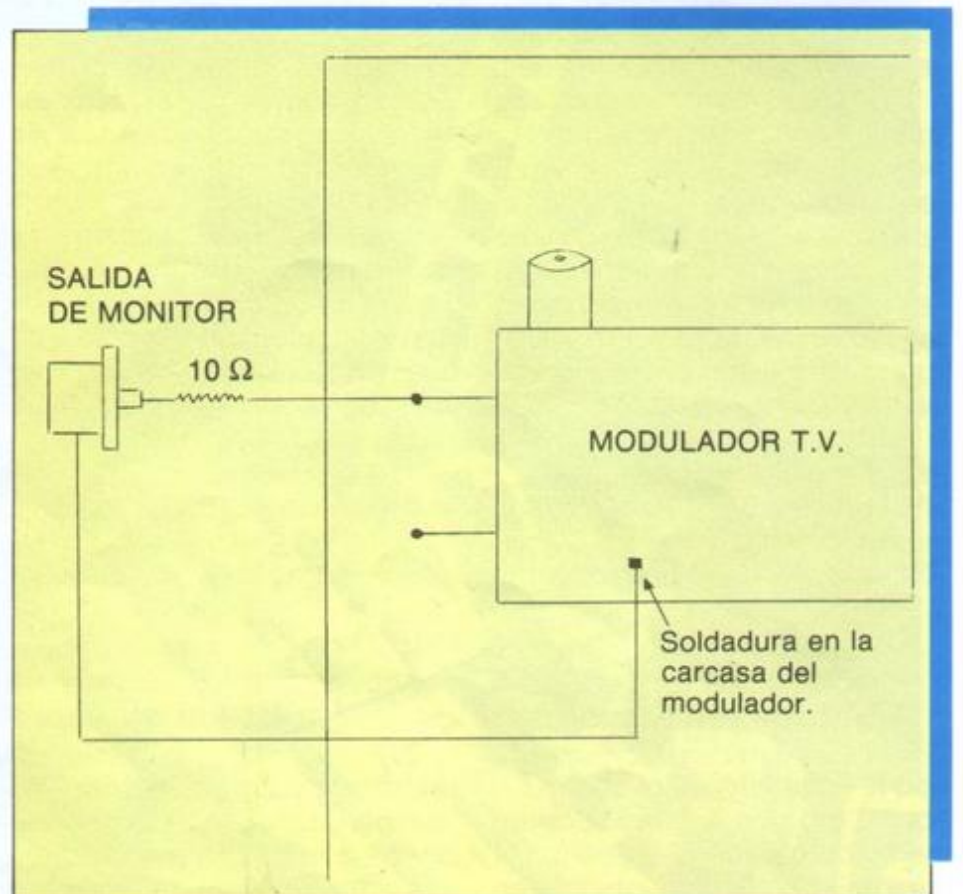 SALIDA
DE MONITOR
10 Ω
MODULADOR T.V.
Soldadura en la
carcasa del
modulador.